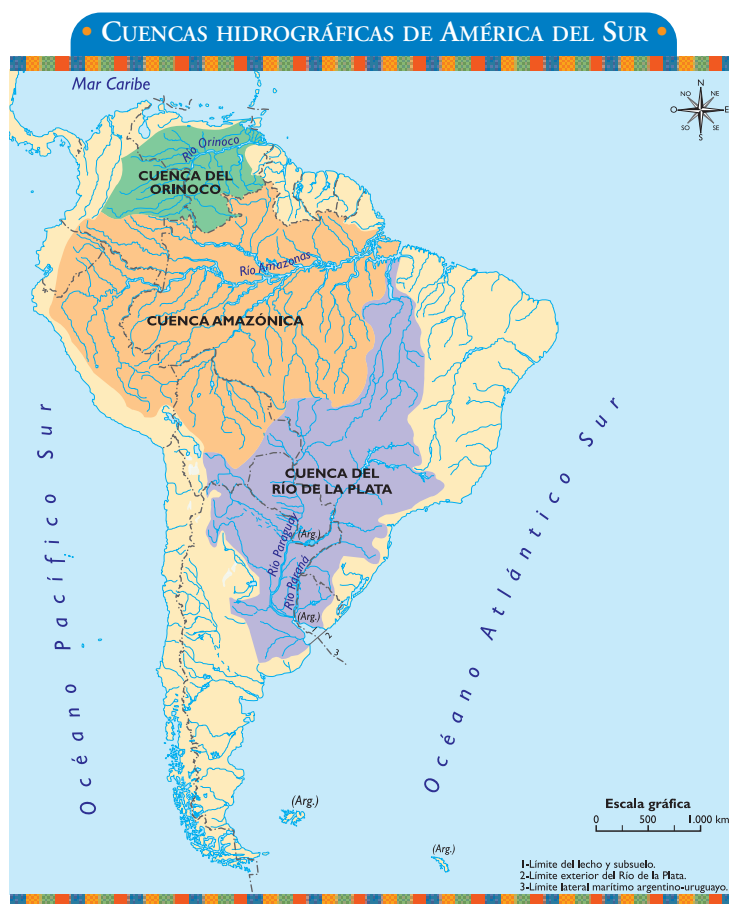 CUENCAS HIDROGRÁFICAS DE AMÉRICA DEL SUR
Mar Caribe
N
NO
NE
O
E
SO
SE
S
Río Orinoco
CUENCA DEL
ORINOCO
Río Amazonas
CUENCA AMAZÓNICA
Océano Pacífico Sur
Océano Atlántico Sur
CUENCA DEL
RÍO DE LA PLATA
Río Paraguay
(Arg.)
Río Paraná
(Arg.)
2
3
(Arg.)
(Arg.)
Escala gráfica
0 500 1.000 km
1-Límite del lecho y subsuelo.
2-Límite exterior del Río de la Plata.
3-Límite lateral marítimo argentino-uruguayo.